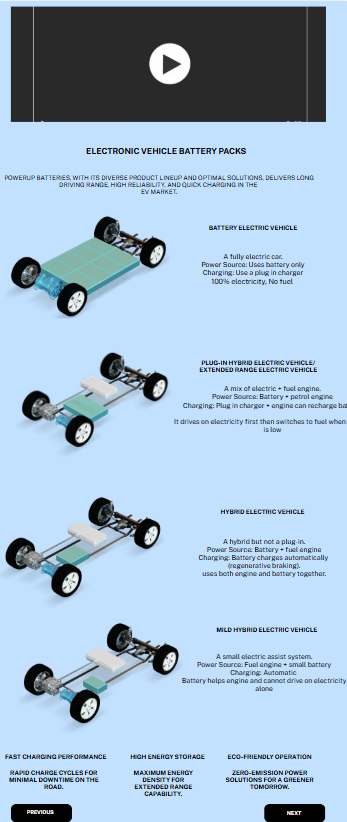 ELECTRONIC VEHICLE BATTERY PACKS
POWERUP BATTERIES, WITH ITS DIVERSE PRODUCT LINEUP AND OPTIMAL SOLUTIONS, DELIVERS LONG
DRIVING RANGE, HIGH RELIABILITY, AND QUICK CHARGING IN THE
EV MARKET.
BATTERY ELECTRIC VEHICLE
A fully electric car.
Power Source: Uses battery only
Charging: Use a plug in charger
100% electricity, No fuel
PLUG-IN HYBRID ELECTRIC VEHICLE/
EXTENDED RANGE ELECTRIC VEHICLE
A mix of electric + fuel engine.
Power Source: Battery + petrol engine
Charging: Plug in charger + engine can recharge bat
It drives on electricity first then switches to fuel when
is low
HYBRID ELECTRIC VEHICLE
A hybrid but not a plug-in.
Power Source: Battery + fuel engine
Charging: Battery charges automatically
(regenerative braking).
uses both engine and battery together.
MILD HYBRID ELECTRIC VEHICLE
A small electric assist system.
Power Source: Fuel engine + small battery
Charging: Automatic
Battery helps engine and cannot drive on electricity
alone
FAST CHARGING PERFORMANCE
RAPID CHARGE CYCLES FOR
MINIMAL DOWNTIME ON THE
ROAD.
HIGH ENERGY STORAGE
MAXIMUM ENERGY
DENSITY FOR
EXTENDED RANGE
CAPABILITY.
ECO-FRIENDLY OPERATION
ZERO-EMISSION POWER
SOLUTIONS FOR A GREENER
TOMORROW.
PREVIOUS
NEXT